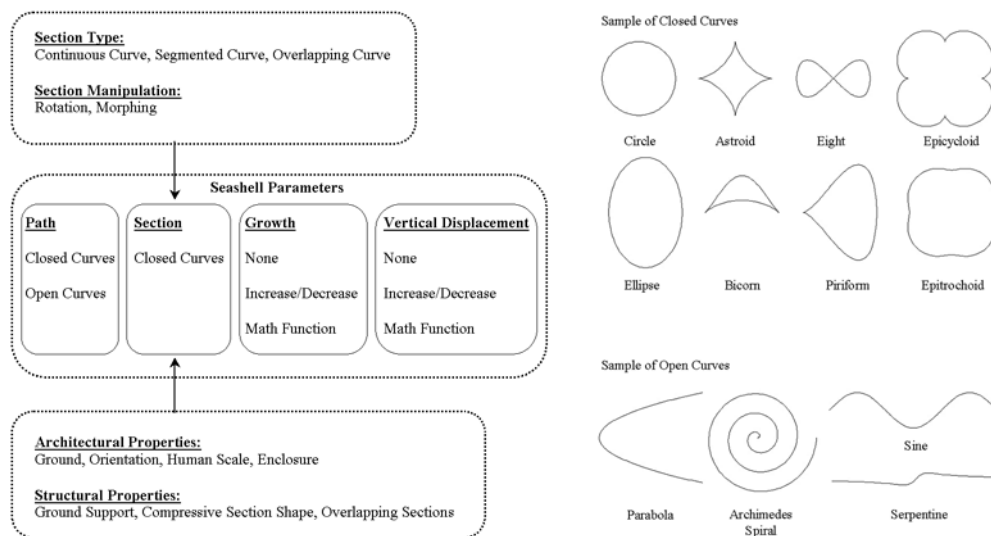 Section Type:
Continuous Curve, Segmented Curve, Overlapping Curve
Section Manipulation:
Rotation, Morphing
Seashell Parameters
Path
Closed Curves
Open Curves
Section
Closed Curves
Growth
None
Increase/Decrease
Math Function
Vertical Displacement
None
Increase/Decrease
Math Function
Architectural Properties:
Ground, Orientation, Human Scale, Enclosure
Structural Properties:
Ground Support, Compressive Section Shape, Overlapping Sections
Sample of Closed Curves
Circle
Astroid
Eight
Epicycloid
Ellipse
Bicorn
Piriform
Epitrochoid
Sample of Open Curves
Sine
Parabola
Archimedes
Spiral
Serpentine